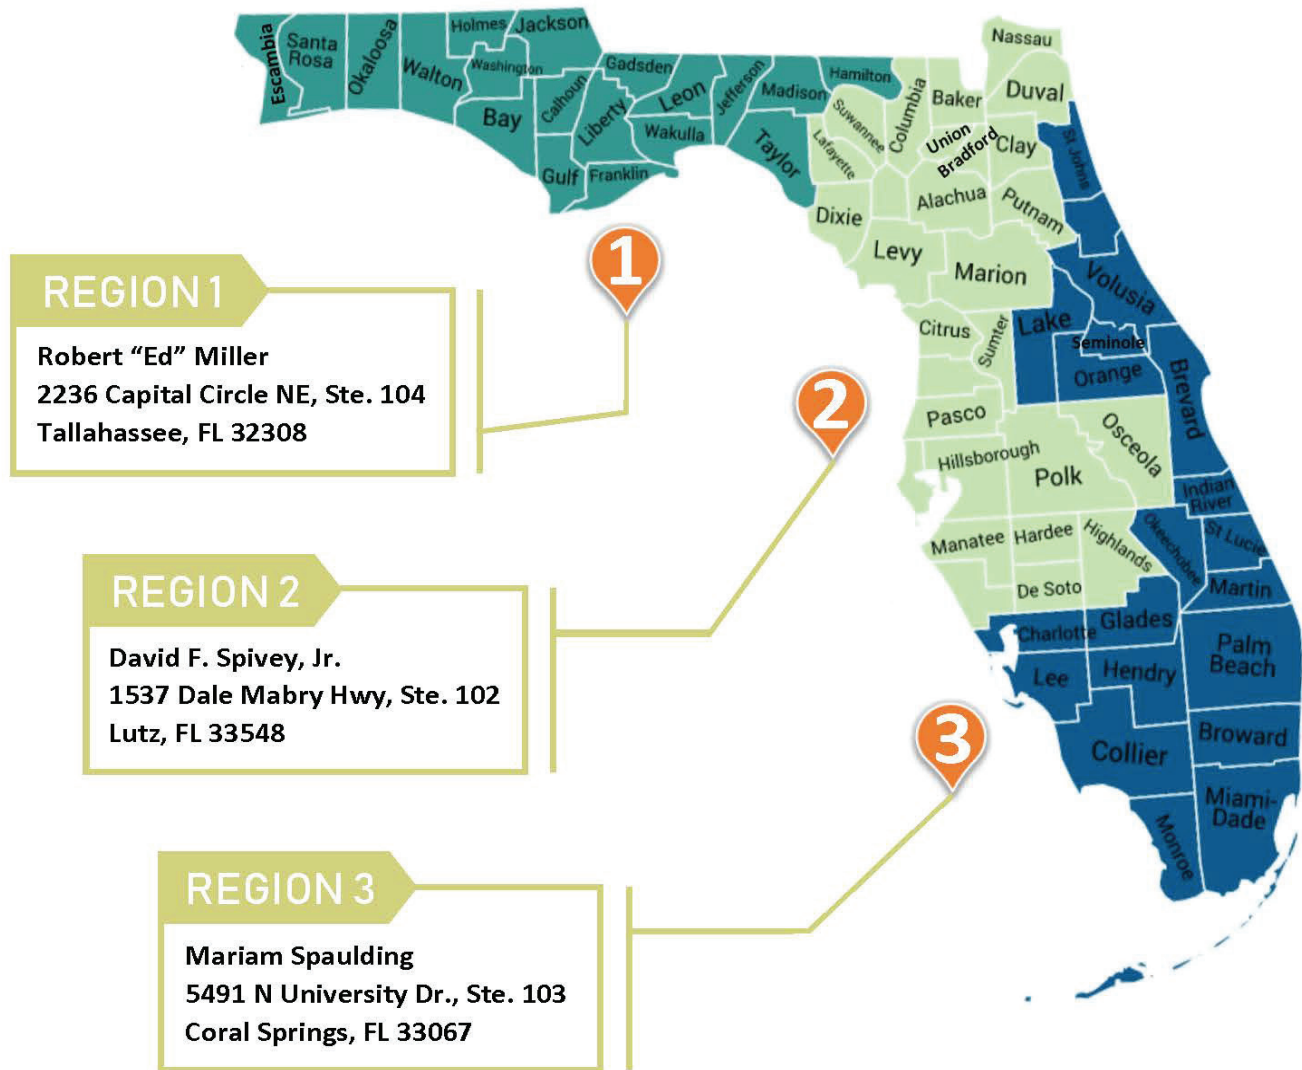 Escambia
Santa
Rosa
Okaloosa
Walton
Holmes
Jackson
Washington
Bay
Calhoun
Gulf
Liberty
Franklin
Gadsden
Leon
Wakulla
Jefferson
Madison
Taylor
Hamilton
Suwannee
Lafayette
Columbia
Baker
Nassau
Duval
Union
Bradford
Clay
St Johns
Dixie
Alachua
Putnam
Levy
Marion
Volusia
Citrus
Sumter
Lake
Seminole
Orange
Brevard
Pasco
Hillsborough
Polk
Osceola
Indian
River
Manatee
Hardee
Highlands
Okeechobee
St Lucie
De Soto
Martin
Charlotte
Glades
Lee
Hendry
Palm
Beach
Collier
Broward
Monroe
Miami-
Dade
1
REGION 1
Robert “Ed” Miller
2236 Capital Circle NE, Ste. 104
Tallahassee, FL 32308
2
REGION 2
David F. Spivey, Jr.
1537 Dale Mabry Hwy, Ste. 102
Lutz, FL 33548
3
REGION 3
Mariam Spaulding
5491 N University Dr., Ste. 103
Coral Springs, FL 33067